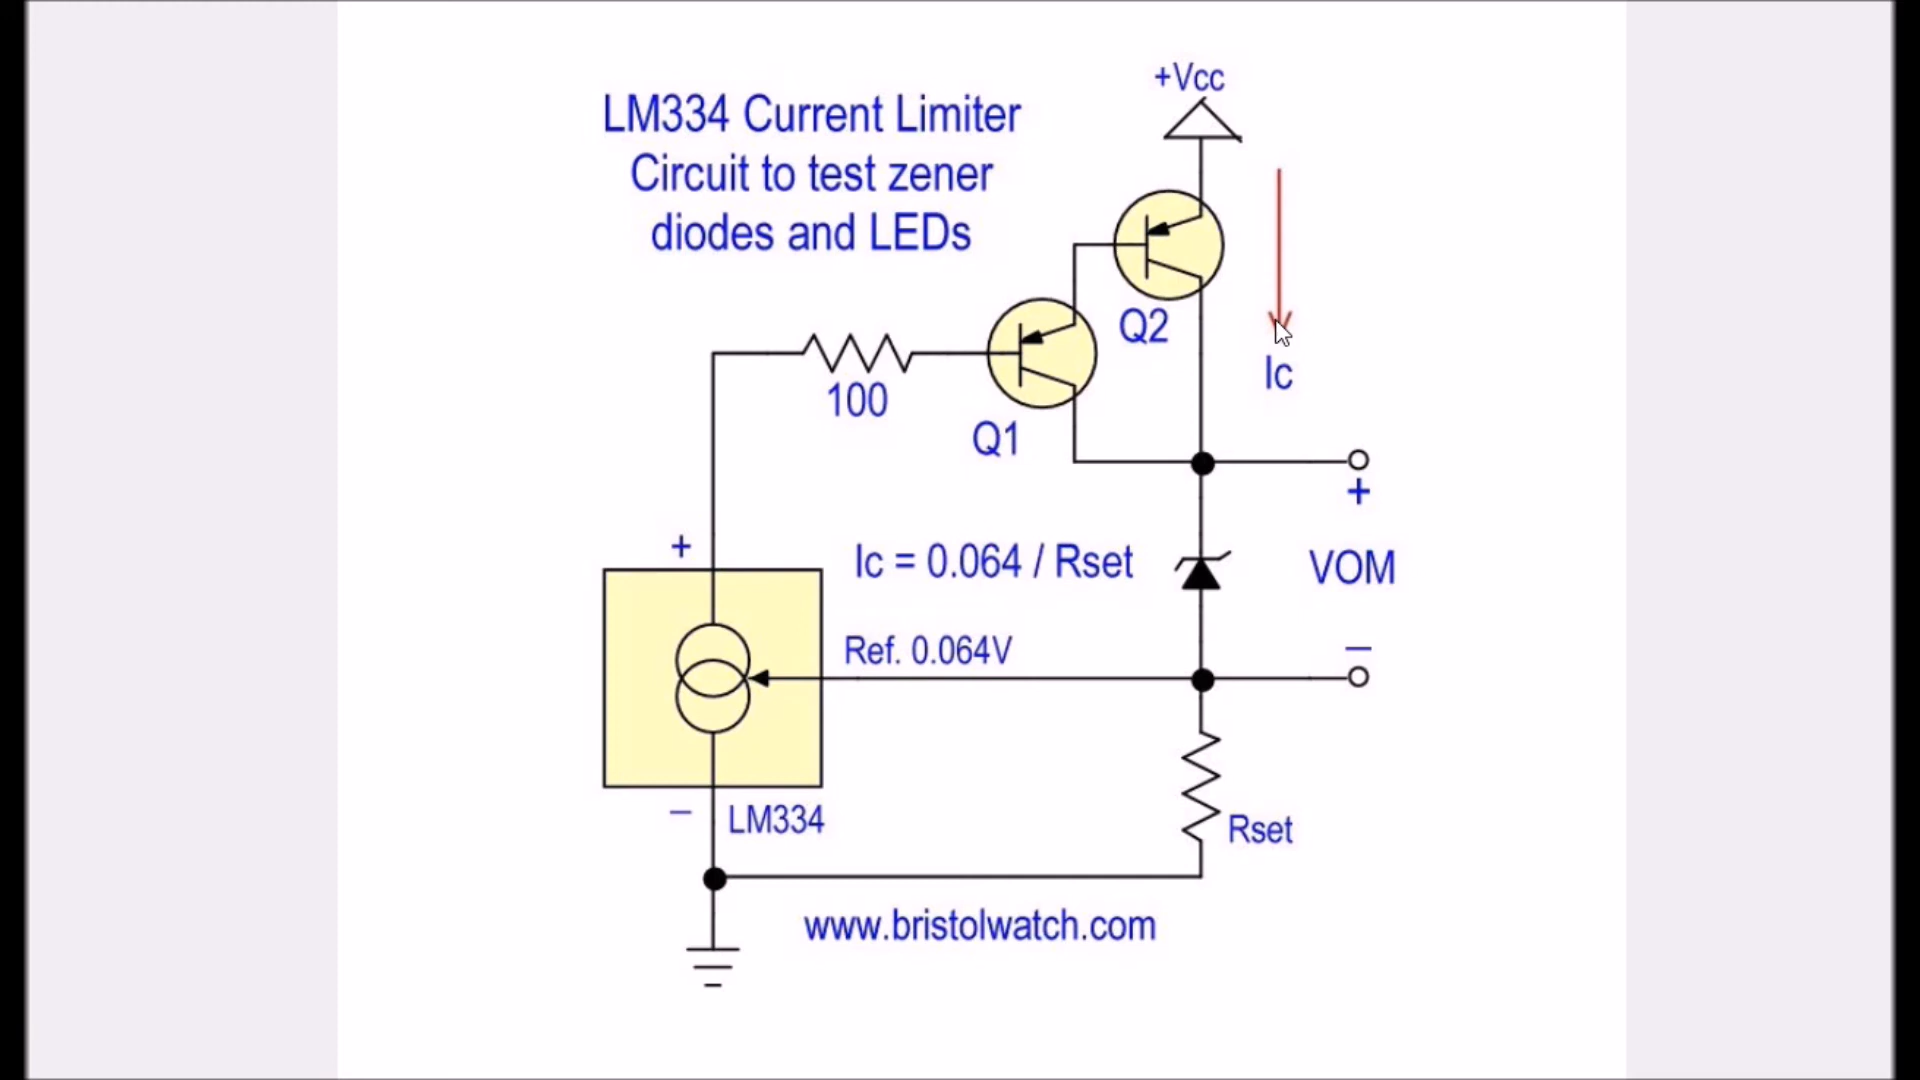 +Vcc
LM334 Current Limiter
Circuit to test zener
diodes and LEDs
Q2
Ic
100
Q1
+
+
Ic = 0.064 / Rset
VOM
Ref. 0.064V
–
–
LM334
Rset
www.bristolwatch.com